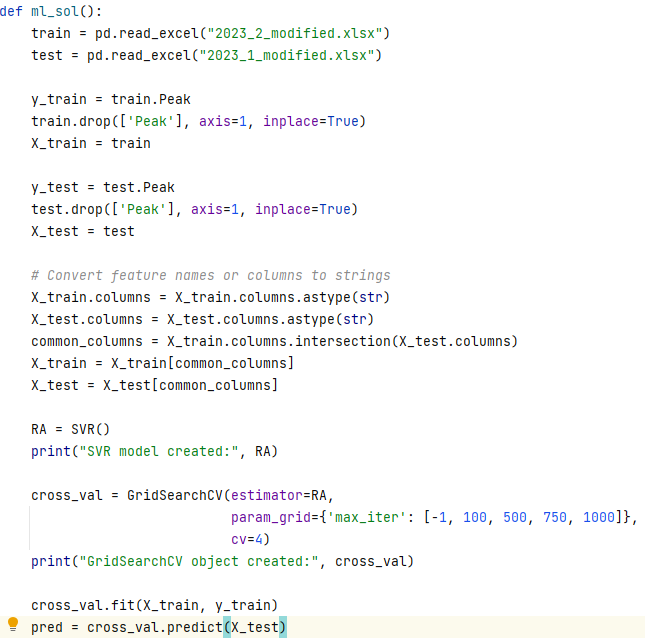 def ml_sol():
    train = pd.read_excel("2023_2_modified.xlsx")
    test = pd.read_excel("2023_1_modified.xlsx")
    y_train = train.Peak
    train.drop(['Peak'], axis=1, inplace=True)
    X_train = train
    y_test = test.Peak
    test.drop(['Peak'], axis=1, inplace=True)
    X_test = test
    # Convert feature names or columns to strings
    X_train.columns = X_train.columns.astype(str)
    X_test.columns = X_test.columns.astype(str)
    common_columns = X_train.columns.intersection(X_test.columns)
    X_train = X_train[common_columns]
    X_test = X_test[common_columns]
    RA = SVR()
    print("SVR model created:", RA)
    cross_val = GridSearchCV(estimator=RA,
                             param_grid={'max_iter': [-1, 100, 500, 750, 1000]},
                             cv=4)
    print("GridSearchCV object created:", cross_val)
    cross_val.fit(X_train, y_train)
    pred = cross_val.predict(X_test)